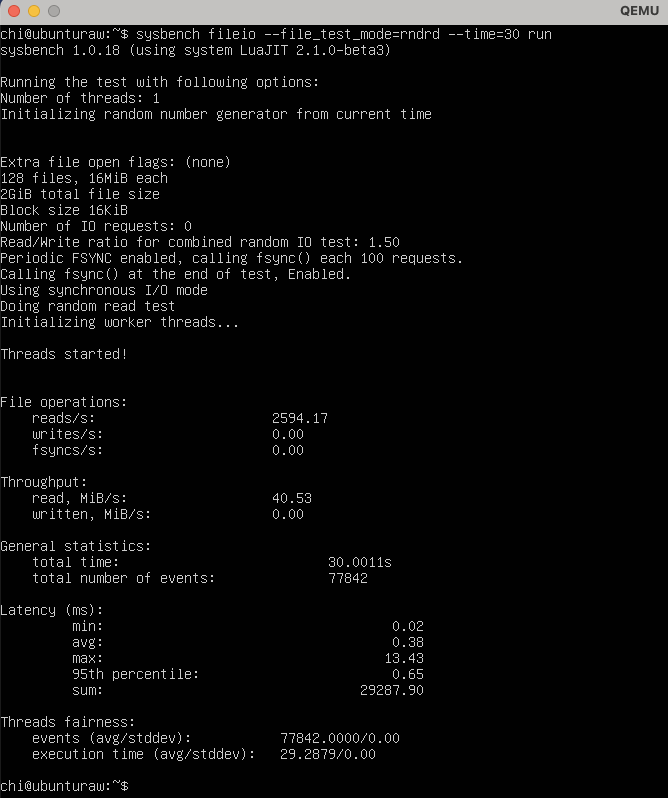 QEMU
chi@ubunturaw:~$ sysbench fileio --file_test_mode=rndrd --time=30 run
sysbench 1.0.18 (using system LuaJIT 2.1.0-beta3)
Running the test with following options:
Number of threads: 1
Initializing random number generator from current time
Extra file open flags: (none)
128 files, 16MiB each
2GiB total file size
Block size 16KiB
Number of IO requests: 0
Read/Write ratio for combined random IO test: 1.50
Periodic FSYNC enabled, calling fsync() each 100 requests.
Calling fsync() at the end of test, Enabled.
Using synchronous I/O mode
Doing random read test
Initializing worker threads...
Threads started!
File operations:
    reads/s:                      2594.17
    writes/s:                     0.00
    fsyncs/s:                     0.00
Throughput:
    read, MiB/s:                  40.53
    written, MiB/s:               0.00
General statistics:
    total time:                          30.0011s
    total number of events:              77842
Latency (ms):
         min:                                    0.02
         avg:                                    0.38
         max:                                   13.43
         95th percentile:                        0.65
         sum:                                29287.90
Threads fairness:
    events (avg/stddev):           77842.0000/0.00
    execution time (avg/stddev):   29.2879/0.00
chi@ubunturaw:~$